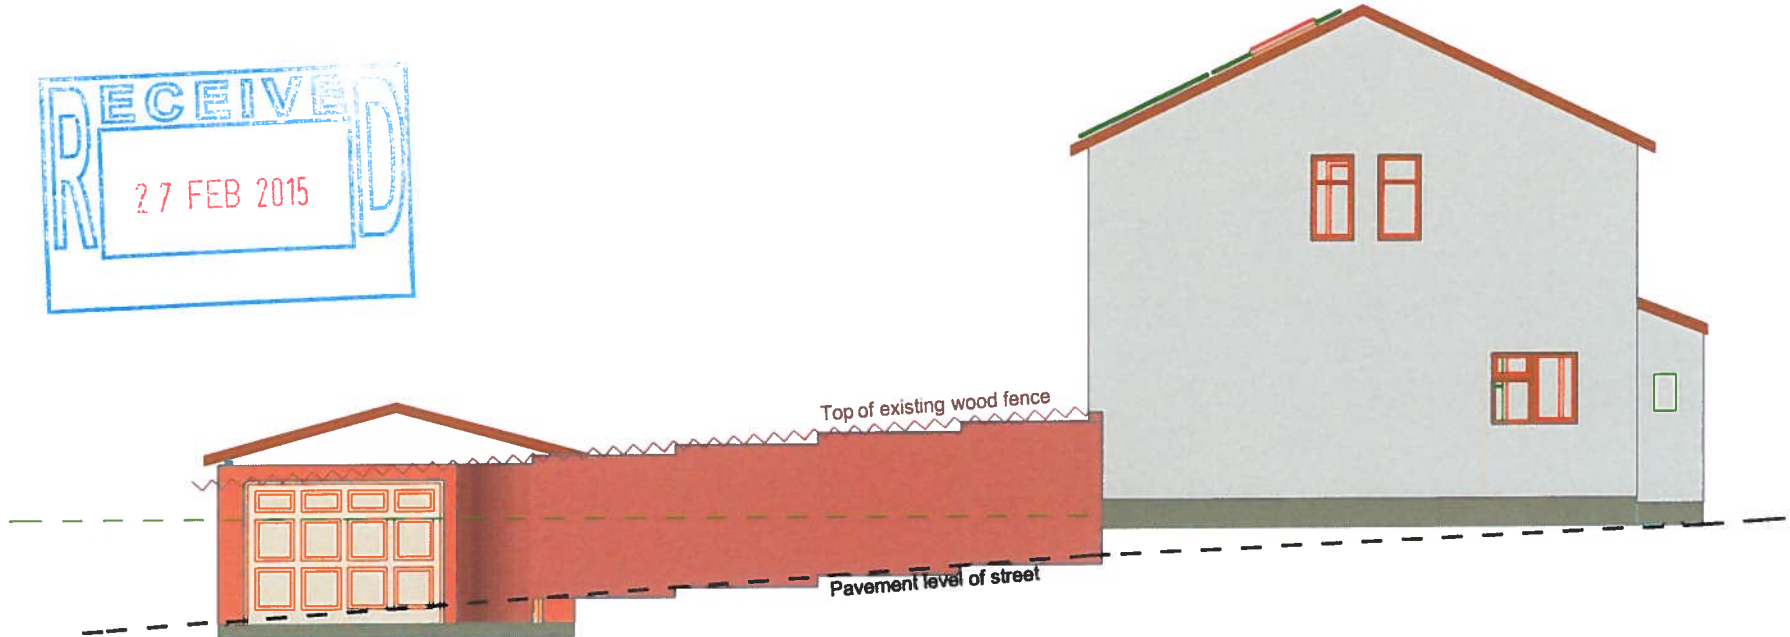 RECEIVED
27 FEB 2015
Top of existing wood fence
Pavement level of street